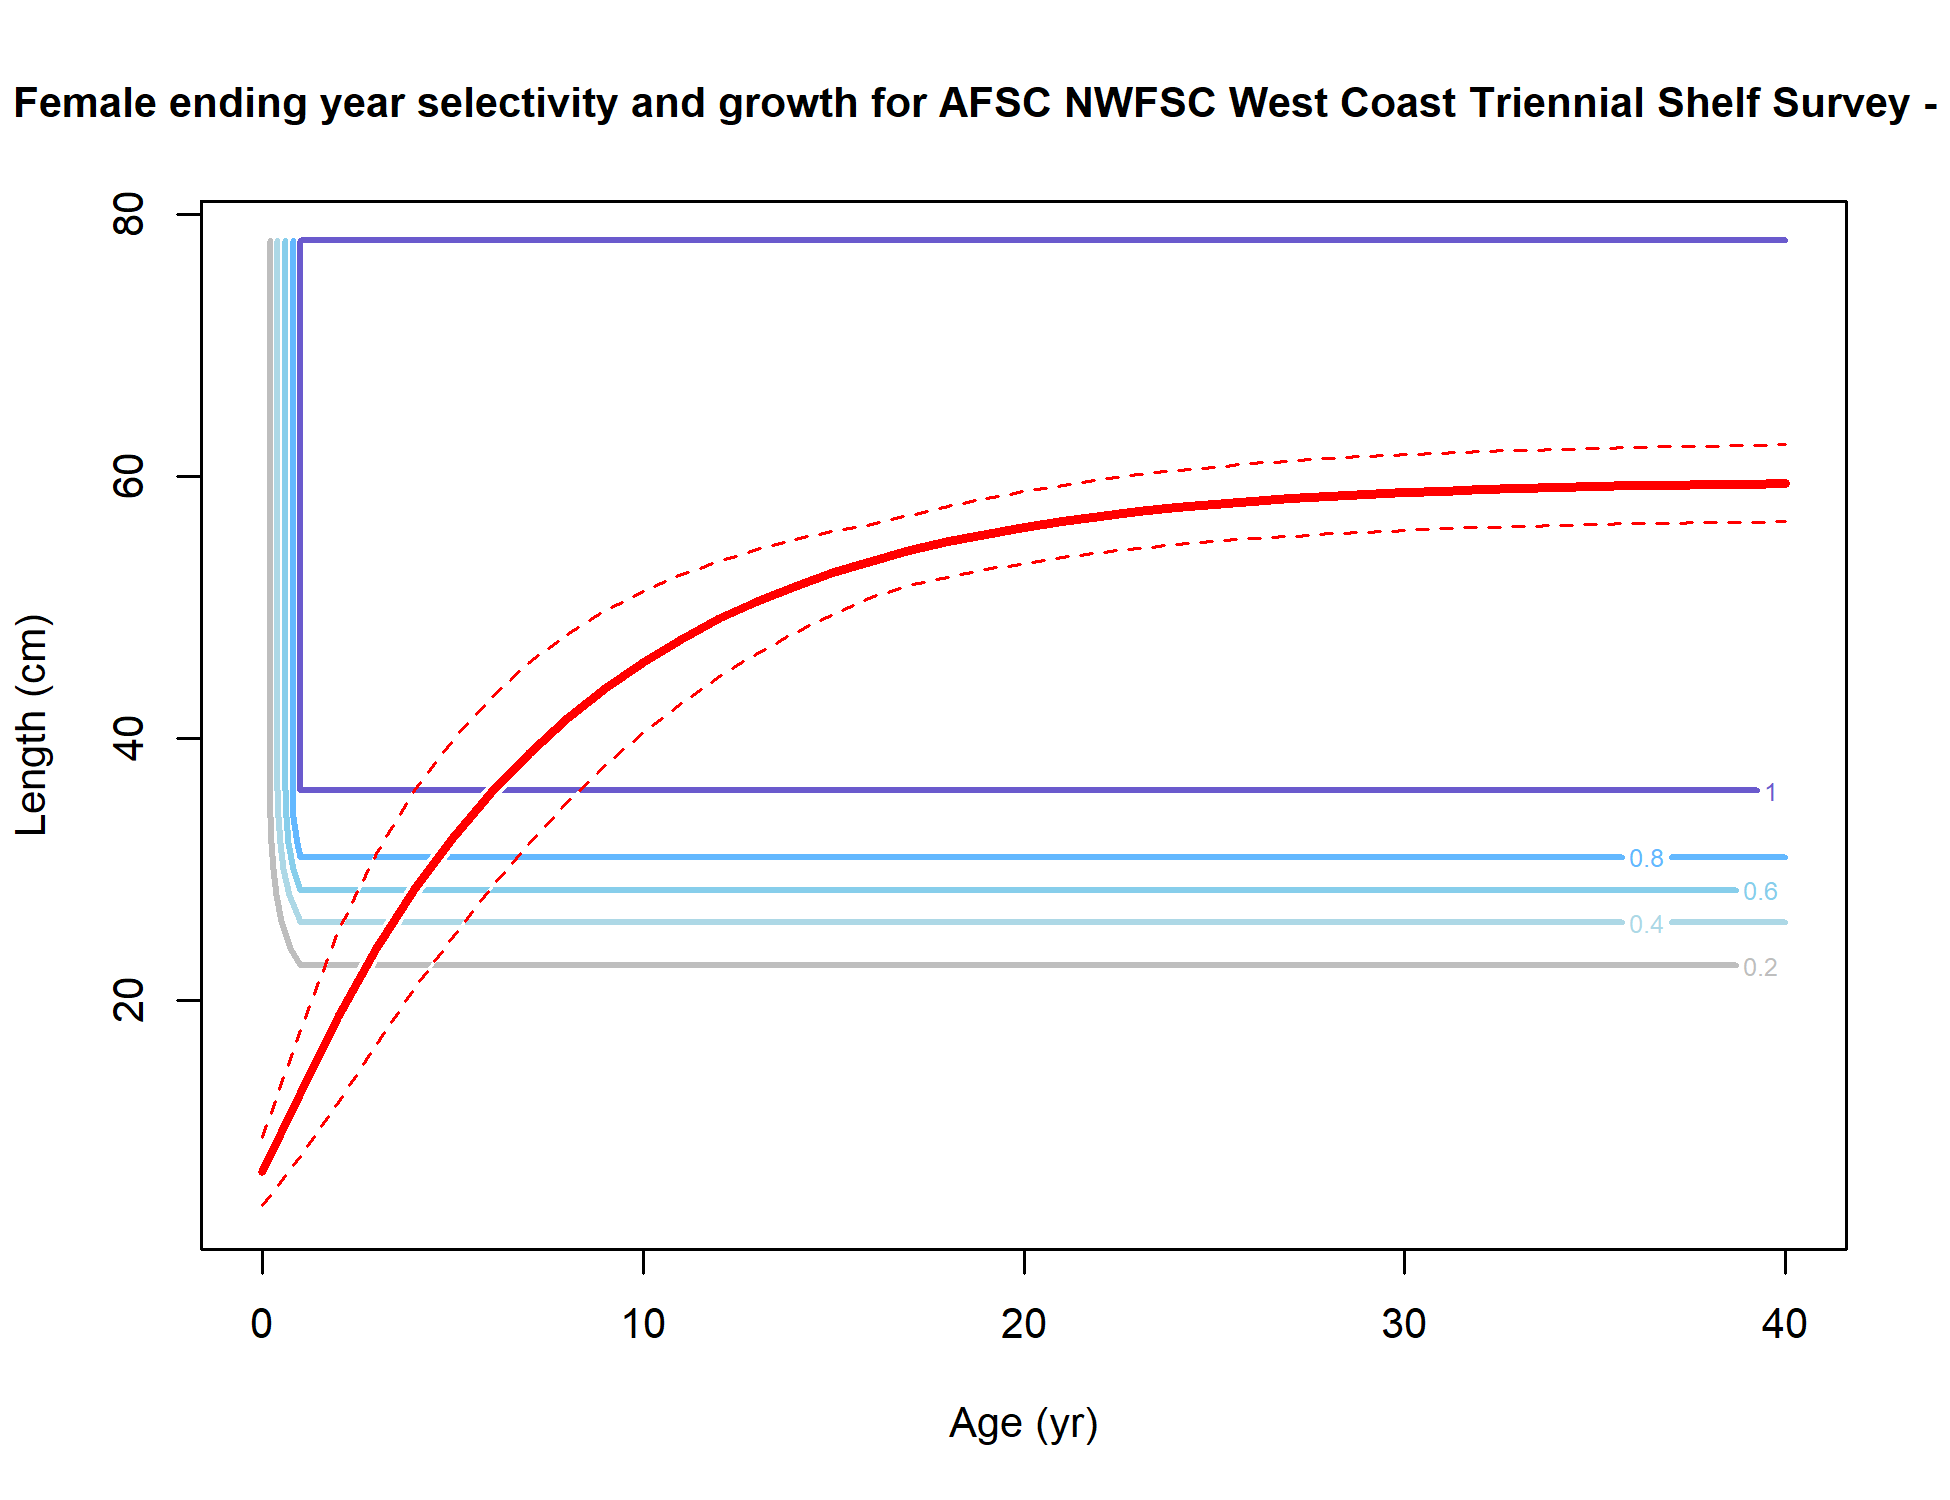 Female ending year selectivity and growth for AFSC NWFSC West Coast Triennial Shelf Survey -
80
60
40
20
Length (cm)
1
0.8
0.6
0.4
0.2
0 10 20 30 40
Age (yr)